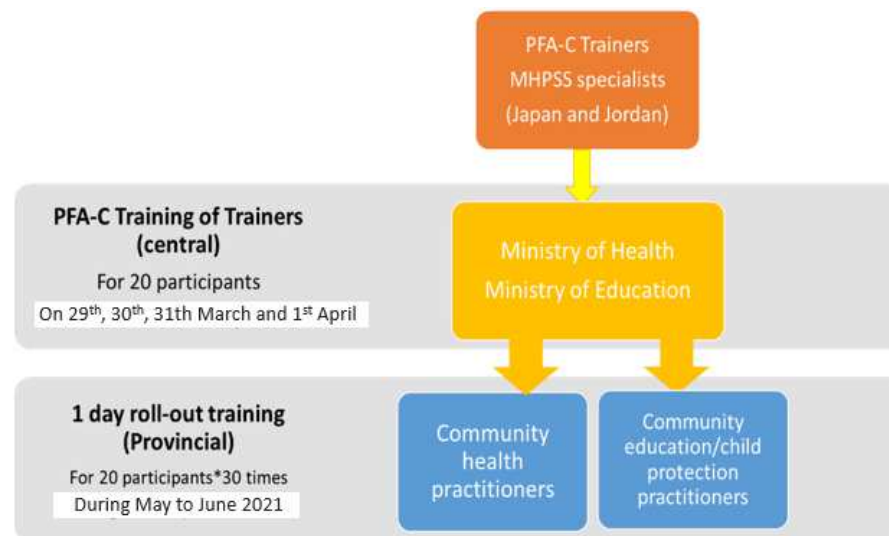 PFA-C Trainers
MHPSS specialists
(Japan and Jordan)
PFA-C Training of Trainers
(central)
For 20 participants
On 29th, 30th, 31th March and 1st April
Ministry of Health
Ministry of Education
1 day roll-out training
(Provincial)
For 20 participants*30 times
During May to June 2021
Community
health
practitioners
Community
education/child
protection
practitioners